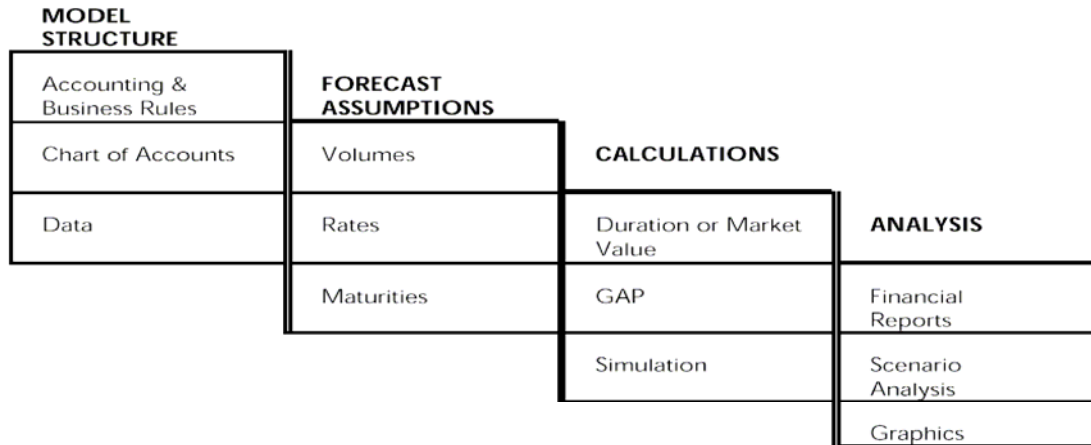 MODEL
STRUCTURE
Accounting &
Business Rules
Chart of Accounts
Data
FORECAST
ASSUMPTIONS
Volumes
Rates
Maturities
CALCULATIONS
Duration or Market
Value
GAP
Simulation
ANALYSIS
Financial
Reports
Scenario
Analysis
Graphics